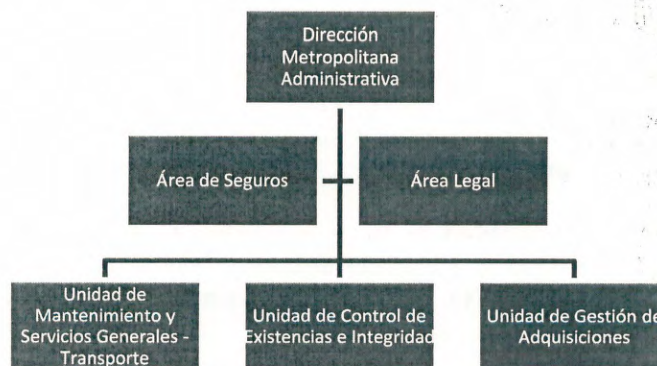 Dirección
Metropolitana
Administrativa
Área de Seguros
Área Legal
Unidad de
Mantenimiento y
Servicios Generales -
Transporte
Unidad de Control de
Existencias e Integridad
Unidad de Gestión de
Adquisiciones